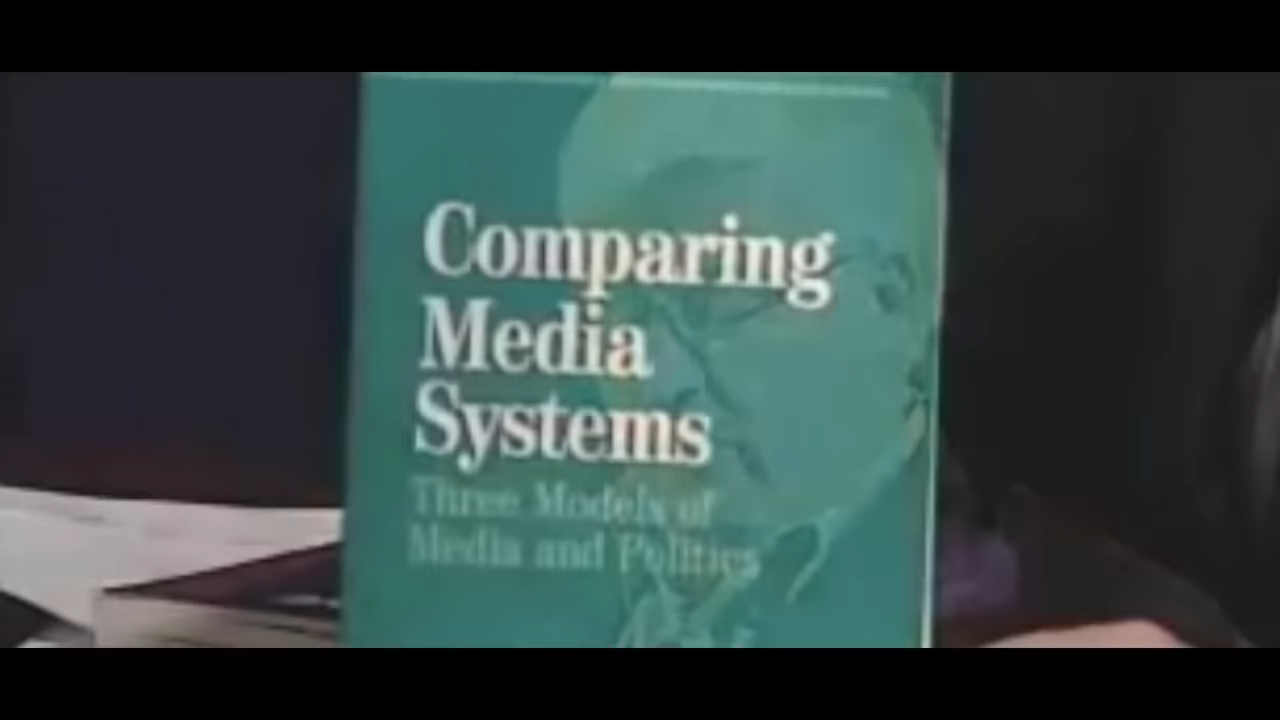 Comparing
Media
Systems
Three Models of
Media and Politics